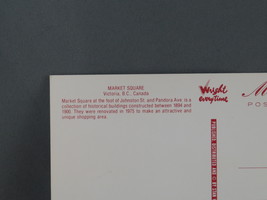 MARKET SQUARE
Victoria, B.C., Canada
Market Square at the foot of Johnston St. and Pandora Ave. is a
collection of historical buildings constructed between 1894 and
1900. They were renovated in 1975 to make an attractive and
unique shopping area.
Wright
everytime
M
POS